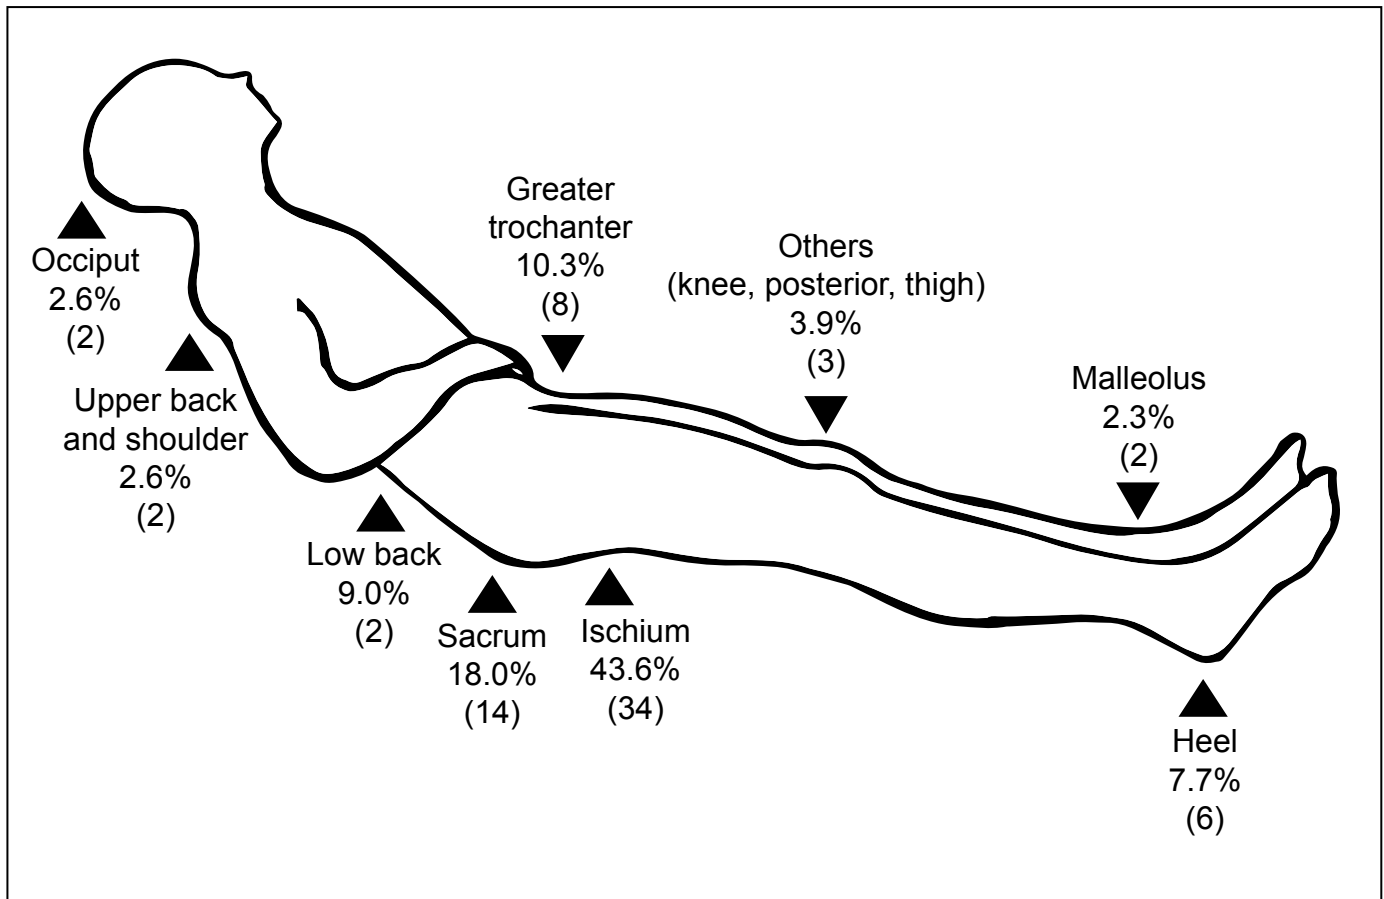 Occiput
2.6%
(2)
Upper back
and shoulder
2.6%
(2)
Low back
9.0%
(2)
Sacrum
18.0%
(14)
Ischium
43.6%
(34)
Greater
trochanter
10.3%
(8)
Others
(knee, posterior, thigh)
3.9%
(3)
Malleolus
2.3%
(2)
Heel
7.7%
(6)